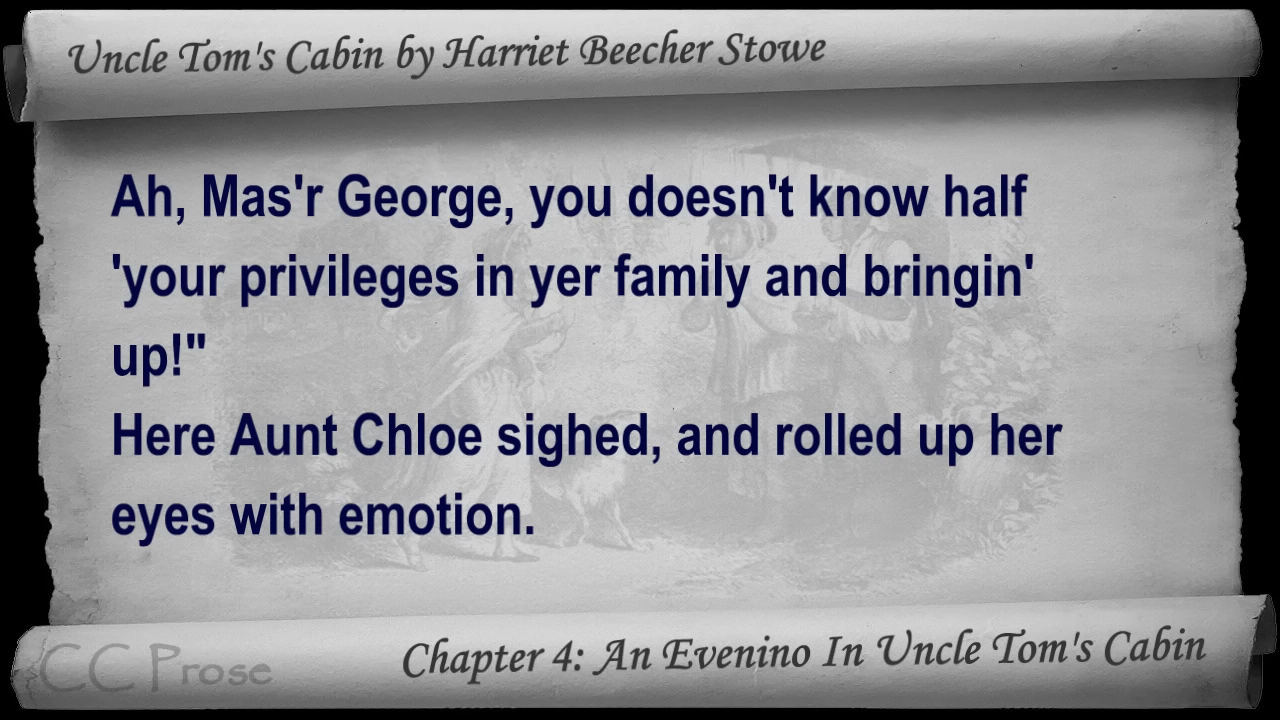 Uncle Tom's Cabin by Harriet Beecher Stowe
Ah, Mas'r George, you doesn't know half
'your privileges in yer family and bringin'
up!"
Here Aunt Chloe sighed, and rolled up her
eyes with emotion.
CC Prose
Chapter 4: An Evenino In Uncle Tom's Cabin